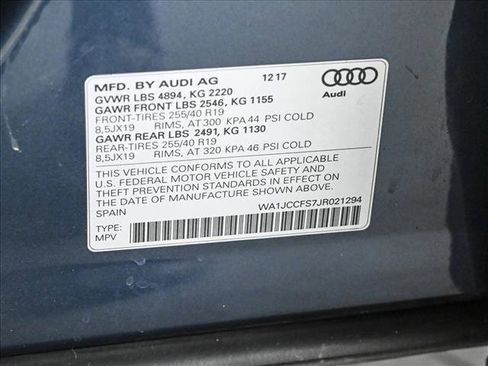 MFD. BY AUDI AG 12 17
GVWR LBS 4894, KG 2220
GAWR FRONT LBS 2546, KG 1155
FRONT-TIRES 255/40 R19
8,5JX19 RIMS, AT 300 KPA 44 PSI COLD
GAWR REAR LBS 2491, KG 1130
REAR-TIRES 255/40 R19
8,5JX19 RIMS, AT 320 KPA 46 PSI COLD
THIS VEHICLE CONFORMS TO ALL APPLICABLE
U.S. FEDERAL MOTOR VEHICLE SAFETY AND
THEFT PREVENTION STANDARDS IN EFFECT ON
THE DATE OF MANUFACTURE SHOWN ABOVE.
SPAIN WA1JCCFS7JR021294
TYPE:
MPV
Audi